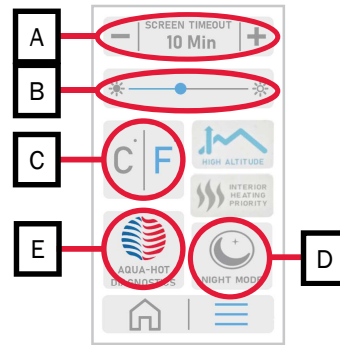 A
SCREEN TIMEOUT
− 10 Min +
B
C
C° F
HIGH ALTITUDE
INTERIOR
HEATING
PRIORITY
E
AQUA-HOT
DIAGNOSTICS
NIGHT MODE
D